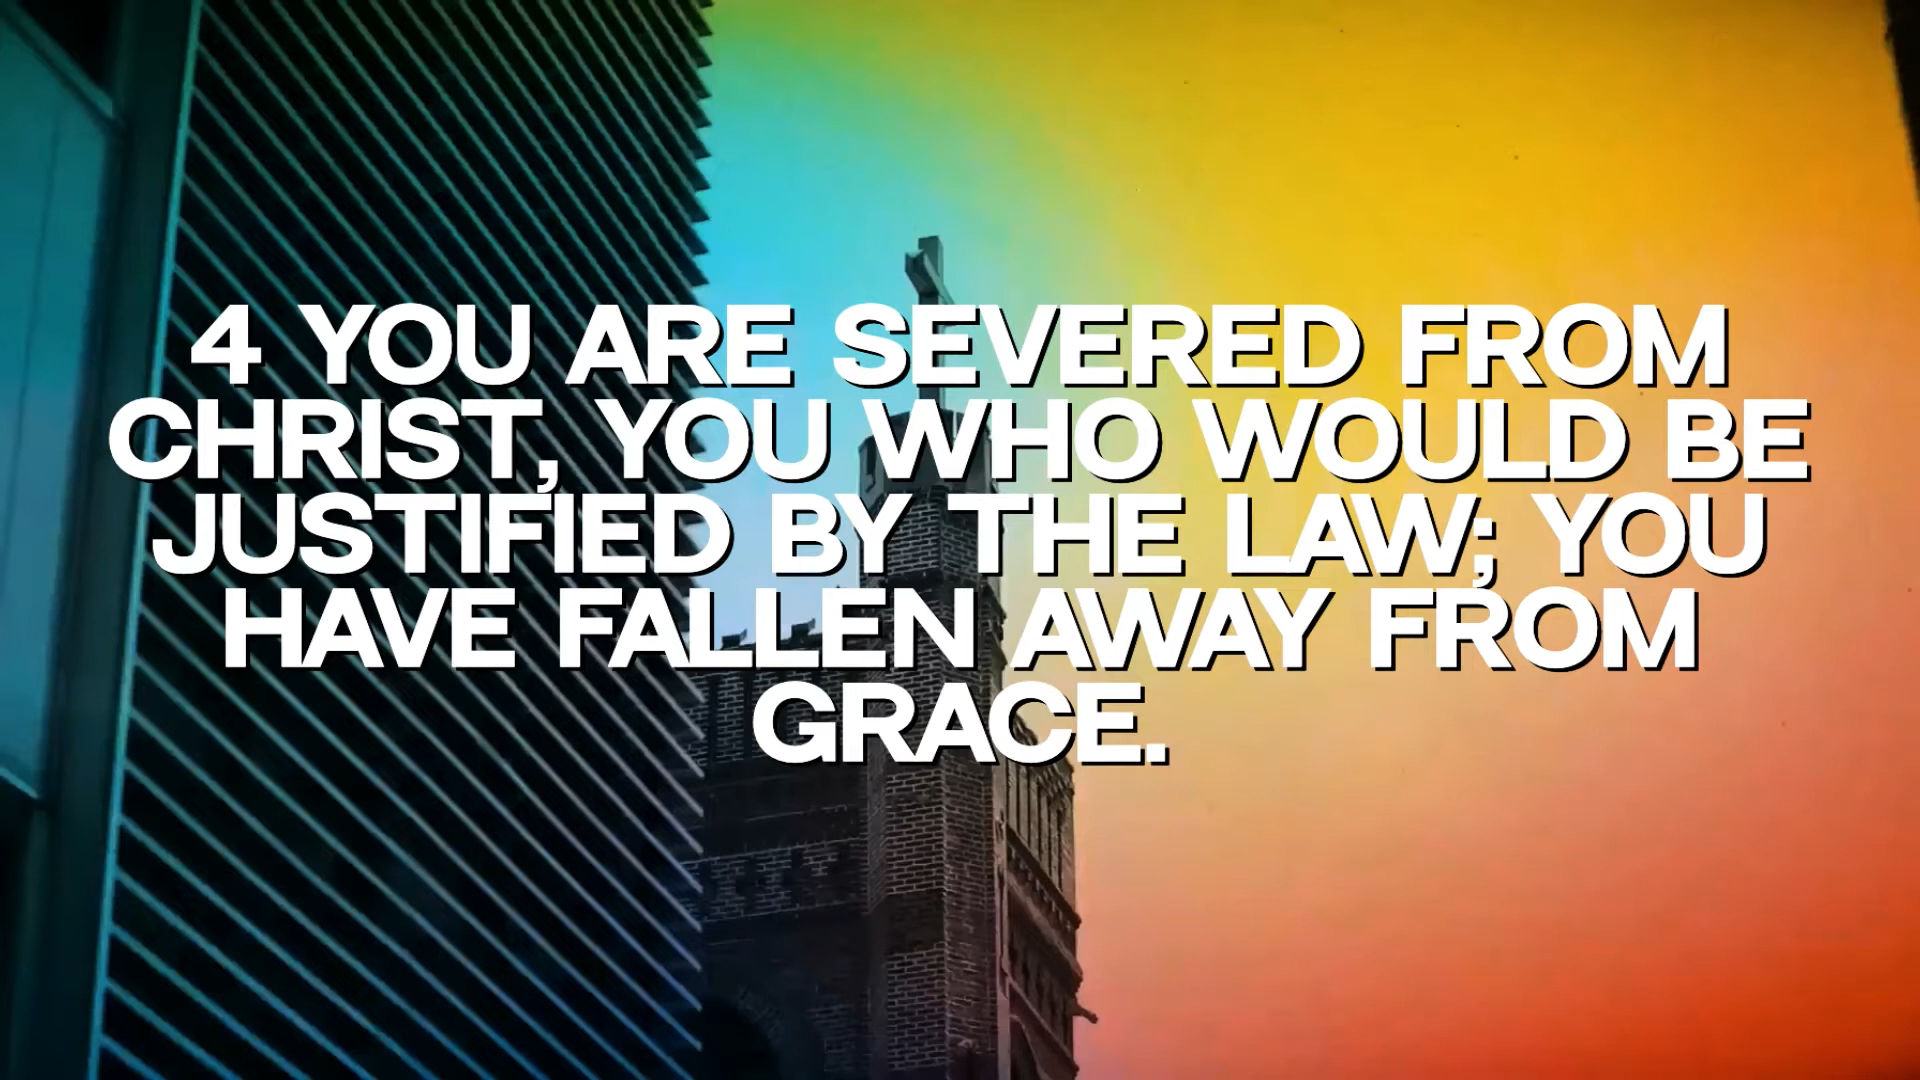 4 YOU ARE SEVERED FROM
CHRIST, YOU WHO WOULD BE
JUSTIFIED BY THE LAW; YOU
HAVE FALLEN AWAY FROM
GRACE.